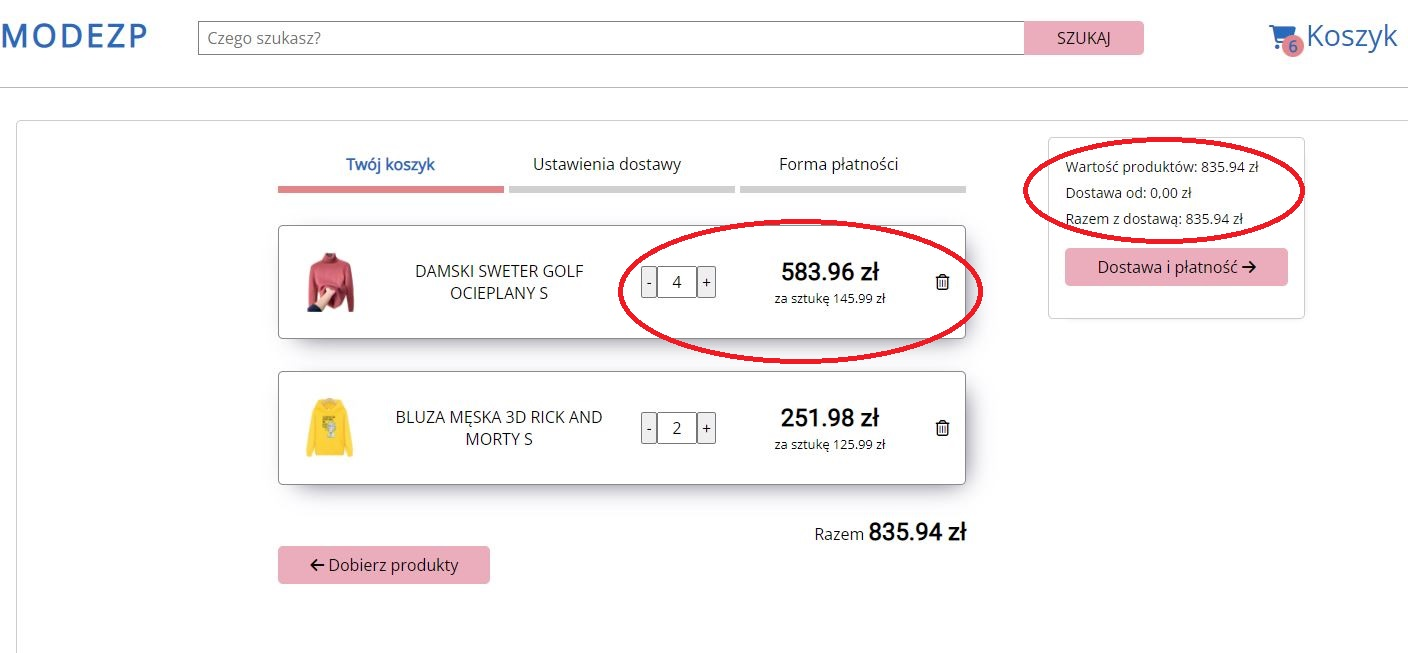 MODEZP
Czego szukasz?
SZUKAJ
6
Koszyk
Twój koszyk
Ustawienia dostawy
Forma płatności
DAMSKI SWETER GOLF
OCIEPLANY S
- 4 +
583.96 zł
za sztukę 145.99 zł
BLUZA MĘSKA 3D RICK AND
MORTY S
- 2 +
251.98 zł
za sztukę 125.99 zł
Razem 835.94 zł
Dobierz produkty
Wartość produktów: 835.94 zł
Dostawa od: 0,00 zł
Razem z dostawą: 835.94 zł
Dostawa i płatność